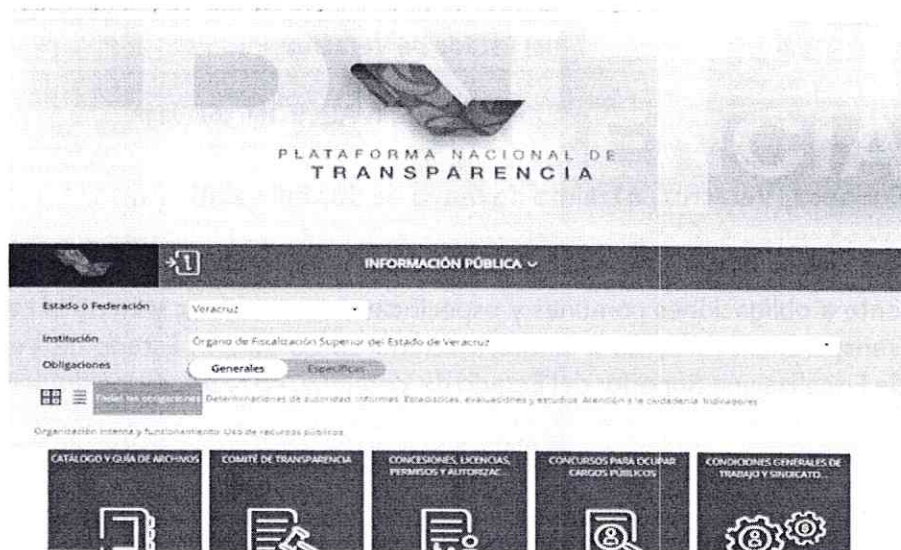 PLATAFORMA NACIONAL DE
TRANSPARENCIA
INFORMACIÓN PÚBLICA
Estado o Federación
Veracruz
Institución
Órgano de Fiscalización Superior del Estado de Veracruz
Obligaciones
Generales
Específicas
Todas las obligaciones Determinaciones de autoridad Informes Estadísticas, evaluaciones y estudios Atención a la ciudadanía Indicadores
Organización interna y funcionamiento Uso de recursos públicos
CATÁLOGO Y GUÍA DE ARCHIVOS
COMITÉ DE TRANSPARENCIA
CONCESIONES, LICENCIAS,
PERMISOS Y AUTORIZAC...
CONCURSOS PARA OCUPAR
CARGOS PÚBLICOS
CONDICIONES GENERALES DE
TRABAJO Y SINDICATO...